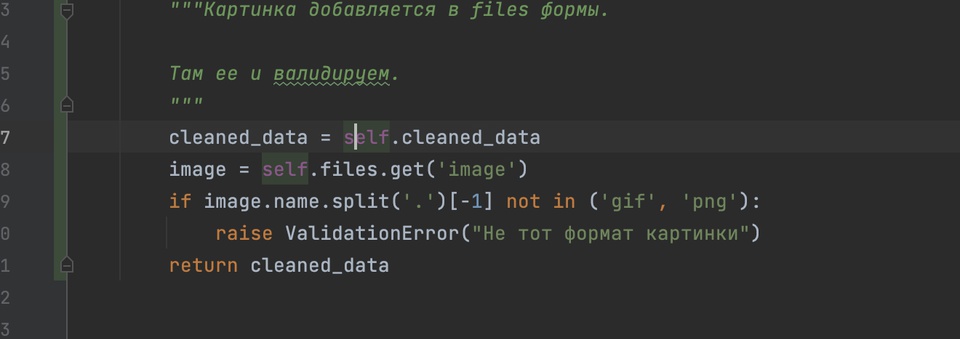 3 """Картинка добавляется в files формы.
4
5 Там ее и валидируем.
6 """
7 cleaned_data = self.cleaned_data
8 image = self.files.get('image')
9 if image.name.split('.')[-1] not in ('gif', 'png'):
0 raise ValidationError("Не тот формат картинки")
1 return cleaned_data
2
3